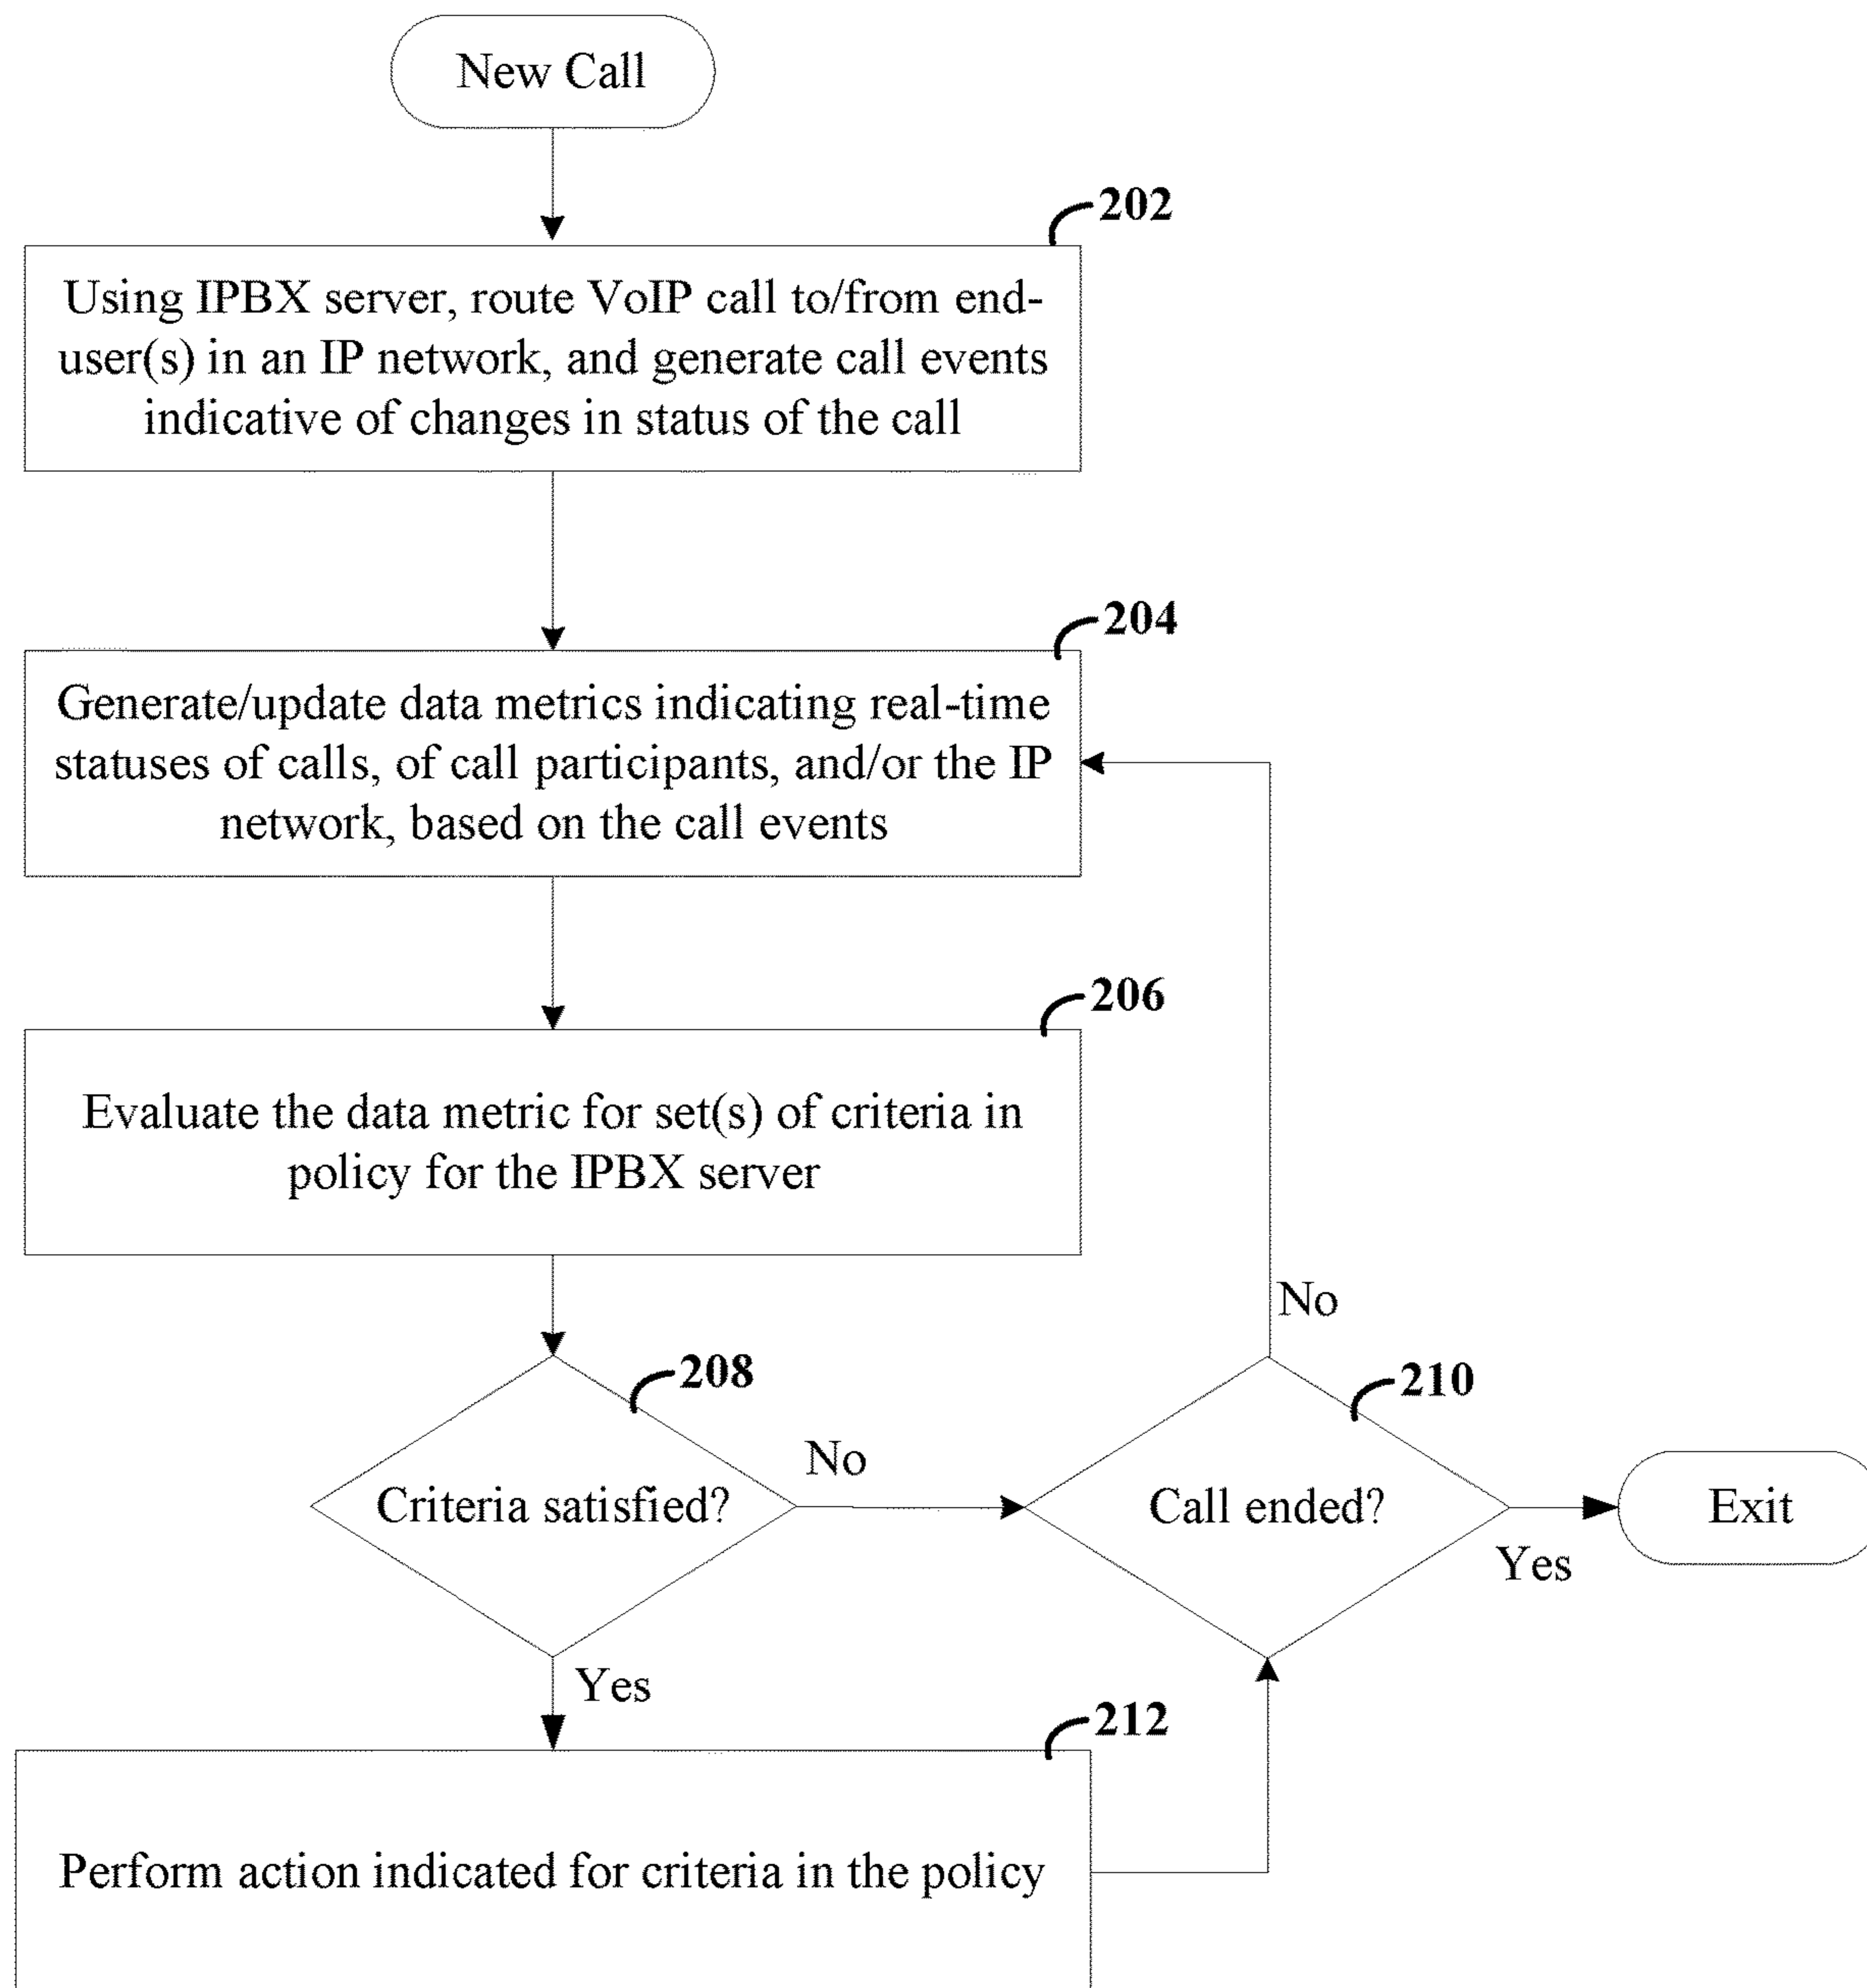 New Call
202
Using IPBX server, route VoIP call to/from end-
user(s) in an IP network, and generate call events
indicative of changes in status of the call
204
Generate/update data metrics indicating real-time
statuses of calls, of call participants, and/or the IP
network, based on the call events
206
Evaluate the data metric for set(s) of criteria in
policy for the IPBX server
No
208
210
No
Criteria satisfied?
Call ended?
Exit
Yes
Yes
212
Perform action indicated for criteria in the policy